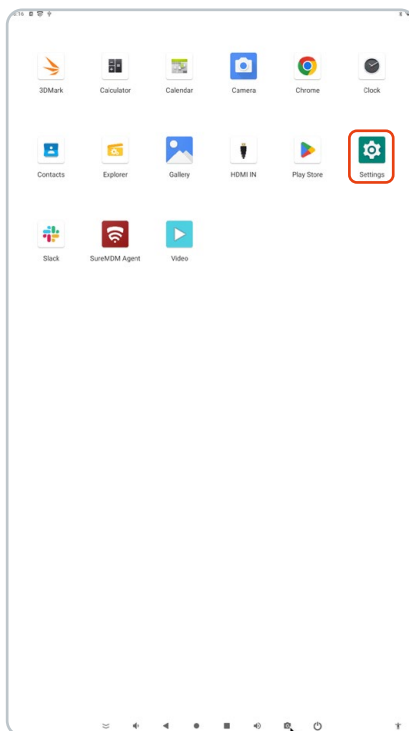 3DMark Calculator Calendar Camera Chrome Clock
Contacts Explorer Gallery HDMI IN Play Store Settings
Slack SureMDM Agent Video